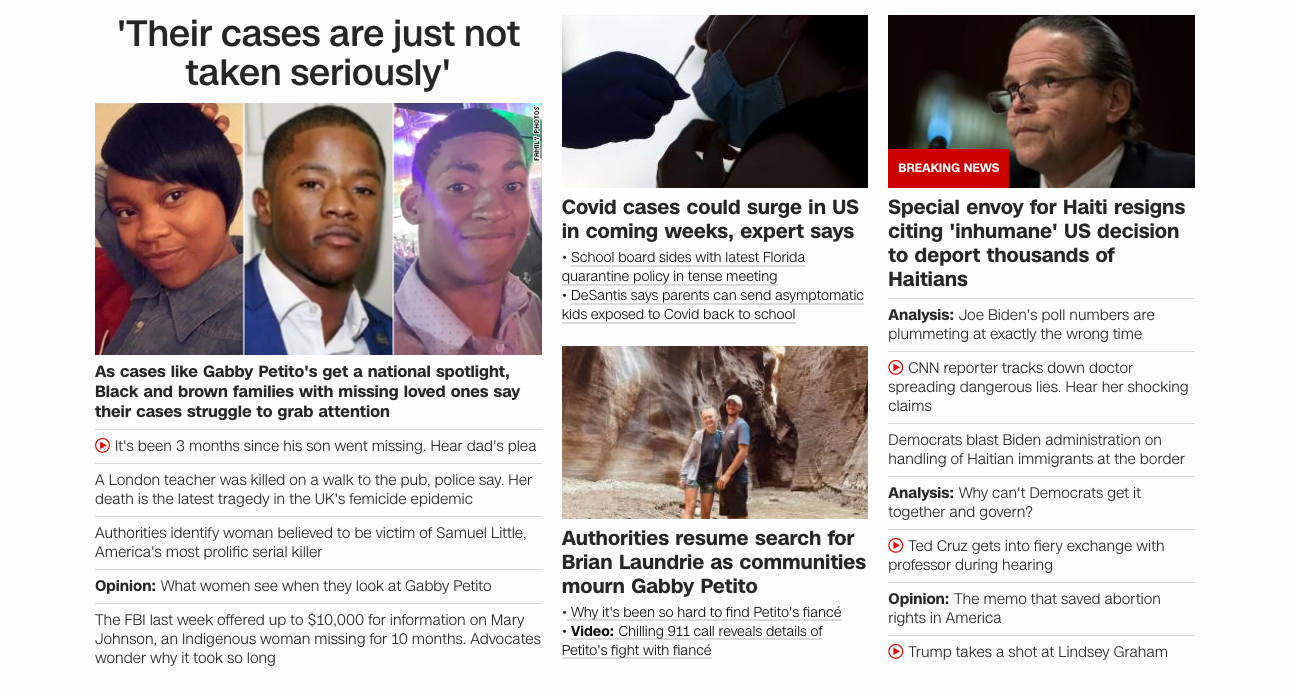 'Their cases are just not
taken seriously'
FAMILY PHOTOS
As cases like Gabby Petito's get a national spotlight,
Black and brown families with missing loved ones say
their cases struggle to grab attention
It's been 3 months since his son went missing. Hear dad's plea
A London teacher was killed on a walk to the pub, police say. Her
death is the latest tragedy in the UK's femicide epidemic
Authorities identify woman believed to be victim of Samuel Little,
America's most prolific serial killer
Opinion: What women see when they look at Gabby Petito
The FBI last week offered up to $10,000 for information on Mary
Johnson, an Indigenous woman missing for 10 months. Advocates
wonder why it took so long
Covid cases could surge in US
in coming weeks, expert says
• School board sides with latest Florida
quarantine policy in tense meeting
• DeSantis says parents can send asymptomatic
kids exposed to Covid back to school
Authorities resume search for
Brian Laundrie as communities
mourn Gabby Petito
• Why it's been so hard to find Petito's fiancé
• Video: Chilling 911 call reveals details of
Petito's fight with fiancé
BREAKING NEWS
Special envoy for Haiti resigns
citing 'inhumane' US decision
to deport thousands of
Haitians
Analysis: Joe Biden's poll numbers are
plummeting at exactly the wrong time
CNN reporter tracks down doctor
spreading dangerous lies. Hear her shocking
claims
Democrats blast Biden administration on
handling of Haitian immigrants at the border
Analysis: Why can't Democrats get it
together and govern?
Ted Cruz gets into fiery exchange with
professor during hearing
Opinion: The memo that saved abortion
rights in America
Trump takes a shot at Lindsey Graham